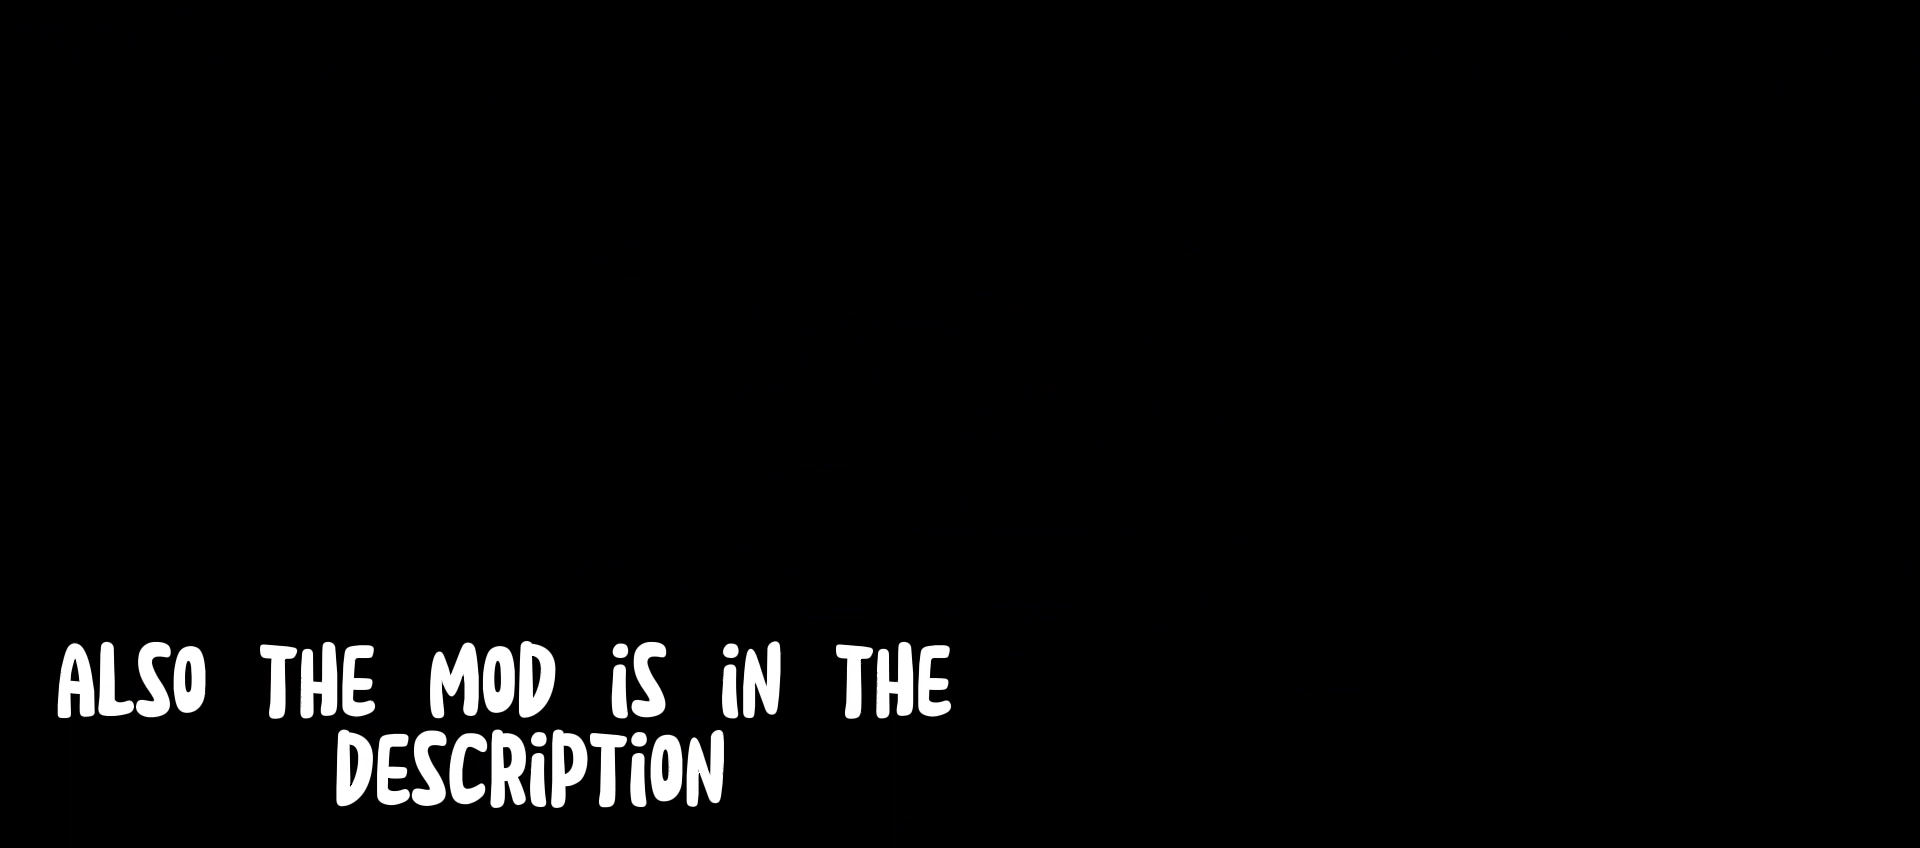 ALSO THE MOD iS iN THE
DESCRiPTiON